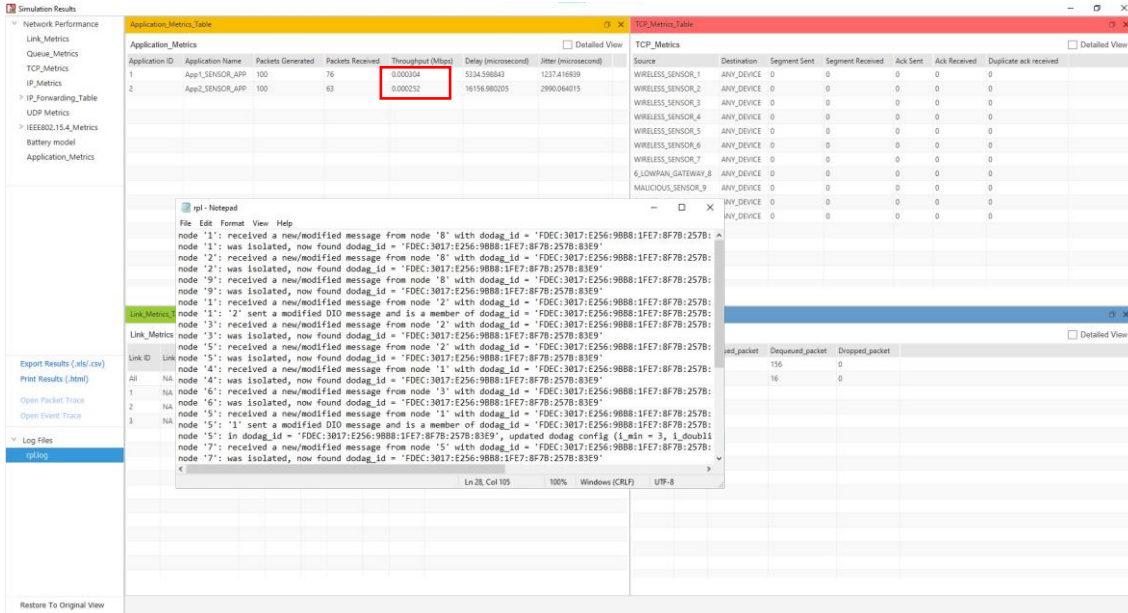 Simulation Results
Network Performance
Link_Metrics
Queue_Metrics
TCP_Metrics
IP_Metrics
IP_Forwarding_Table
UDP Metrics
IEEE802.15.4_Metrics
Battery model
Application_Metrics
Export Results (.xls/.csv)
Print Results (.html)
Open Packet Trace
Open Event Trace
Log Files
rpl.log
Restore To Original View
Application_Metrics_Table
Application_Metrics Detailed View
Application ID Application Name Packets Generated Packets Received Throughput (Mbps) Delay (microsecond) Jitter (microsecond)
1 App1_SENSOR_APP 100 76 0.000304 5334.598843 1237.416939
2 App2_SENSOR_APP 100 63 0.000252 16156.980205 2990.064015
TCP_Metrics_Table
TCP_Metrics Detailed View
Source Destination Segment Sent Segment Received Ack Sent Ack Received Duplicate ack received
WIRELESS_SENSOR_1 ANY_DEVICE 0 0 0 0 0
WIRELESS_SENSOR_2 ANY_DEVICE 0 0 0 0 0
WIRELESS_SENSOR_3 ANY_DEVICE 0 0 0 0 0
WIRELESS_SENSOR_4 ANY_DEVICE 0 0 0 0 0
WIRELESS_SENSOR_5 ANY_DEVICE 0 0 0 0 0
WIRELESS_SENSOR_6 ANY_DEVICE 0 0 0 0 0
WIRELESS_SENSOR_7 ANY_DEVICE 0 0 0 0 0
6_LOWPAN_GATEWAY_8 ANY_DEVICE 0 0 0 0 0
MALICIOUS_SENSOR_9 ANY_DEVICE 0 0 0 0 0
ANY_DEVICE 0 0 0 0 0
ANY_DEVICE 0 0 0 0 0
rpl - Notepad
File Edit Format View Help
node '1': received a new/modified message from node '8' with dodag_id = 'FDEC:3017:E256:9BB8:1FE7:8F7B:257B:
node '1': was isolated, now found dodag_id = 'FDEC:3017:E256:9BB8:1FE7:8F7B:257B:83E9'
node '2': received a new/modified message from node '8' with dodag_id = 'FDEC:3017:E256:9BB8:1FE7:8F7B:257B:
node '2': was isolated, now found dodag_id = 'FDEC:3017:E256:9BB8:1FE7:8F7B:257B:83E9'
node '9': received a new/modified message from node '8' with dodag_id = 'FDEC:3017:E256:9BB8:1FE7:8F7B:257B:
node '9': was isolated, now found dodag_id = 'FDEC:3017:E256:9BB8:1FE7:8F7B:257B:83E9'
node '1': received a new/modified message from node '2' with dodag_id = 'FDEC:3017:E256:9BB8:1FE7:8F7B:257B:
node '1': '2' sent a modified DIO message and is a member of dodag_id = 'FDEC:3017:E256:9BB8:1FE7:8F7B:257B:
node '3': received a new/modified message from node '2' with dodag_id = 'FDEC:3017:E256:9BB8:1FE7:8F7B:257B:
node '3': was isolated, now found dodag_id = 'FDEC:3017:E256:9BB8:1FE7:8F7B:257B:83E9'
node '5': received a new/modified message from node '2' with dodag_id = 'FDEC:3017:E256:9BB8:1FE7:8F7B:257B:
node '5': was isolated, now found dodag_id = 'FDEC:3017:E256:9BB8:1FE7:8F7B:257B:83E9'
node '4': received a new/modified message from node '1' with dodag_id = 'FDEC:3017:E256:9BB8:1FE7:8F7B:257B:
node '4': was isolated, now found dodag_id = 'FDEC:3017:E256:9BB8:1FE7:8F7B:257B:83E9'
node '6': received a new/modified message from node '3' with dodag_id = 'FDEC:3017:E256:9BB8:1FE7:8F7B:257B:
node '6': was isolated, now found dodag_id = 'FDEC:3017:E256:9BB8:1FE7:8F7B:257B:83E9'
node '5': received a new/modified message from node '1' with dodag_id = 'FDEC:3017:E256:9BB8:1FE7:8F7B:257B:
node '5': '1' sent a modified DIO message and is a member of dodag_id = 'FDEC:3017:E256:9BB8:1FE7:8F7B:257B:
node '5': in dodag_id = 'FDEC:3017:E256:9BB8:1FE7:8F7B:257B:83E9', updated dodag config (i_min = 3, i_doubli
node '7': received a new/modified message from node '5' with dodag_id = 'FDEC:3017:E256:9BB8:1FE7:8F7B:257B:
node '7': was isolated, now found dodag_id = 'FDEC:3017:E256:9BB8:1FE7:8F7B:257B:83E9'
Ln 28, Col 105 100% Windows (CRLF) UTF-8
Link_Metrics_T
Link_Metrics
Link ID Link
All NA
1 NA
2 NA
3 NA
Detailed View
ued_packet Dequeued_packet Dropped_packet
156 0
16 0